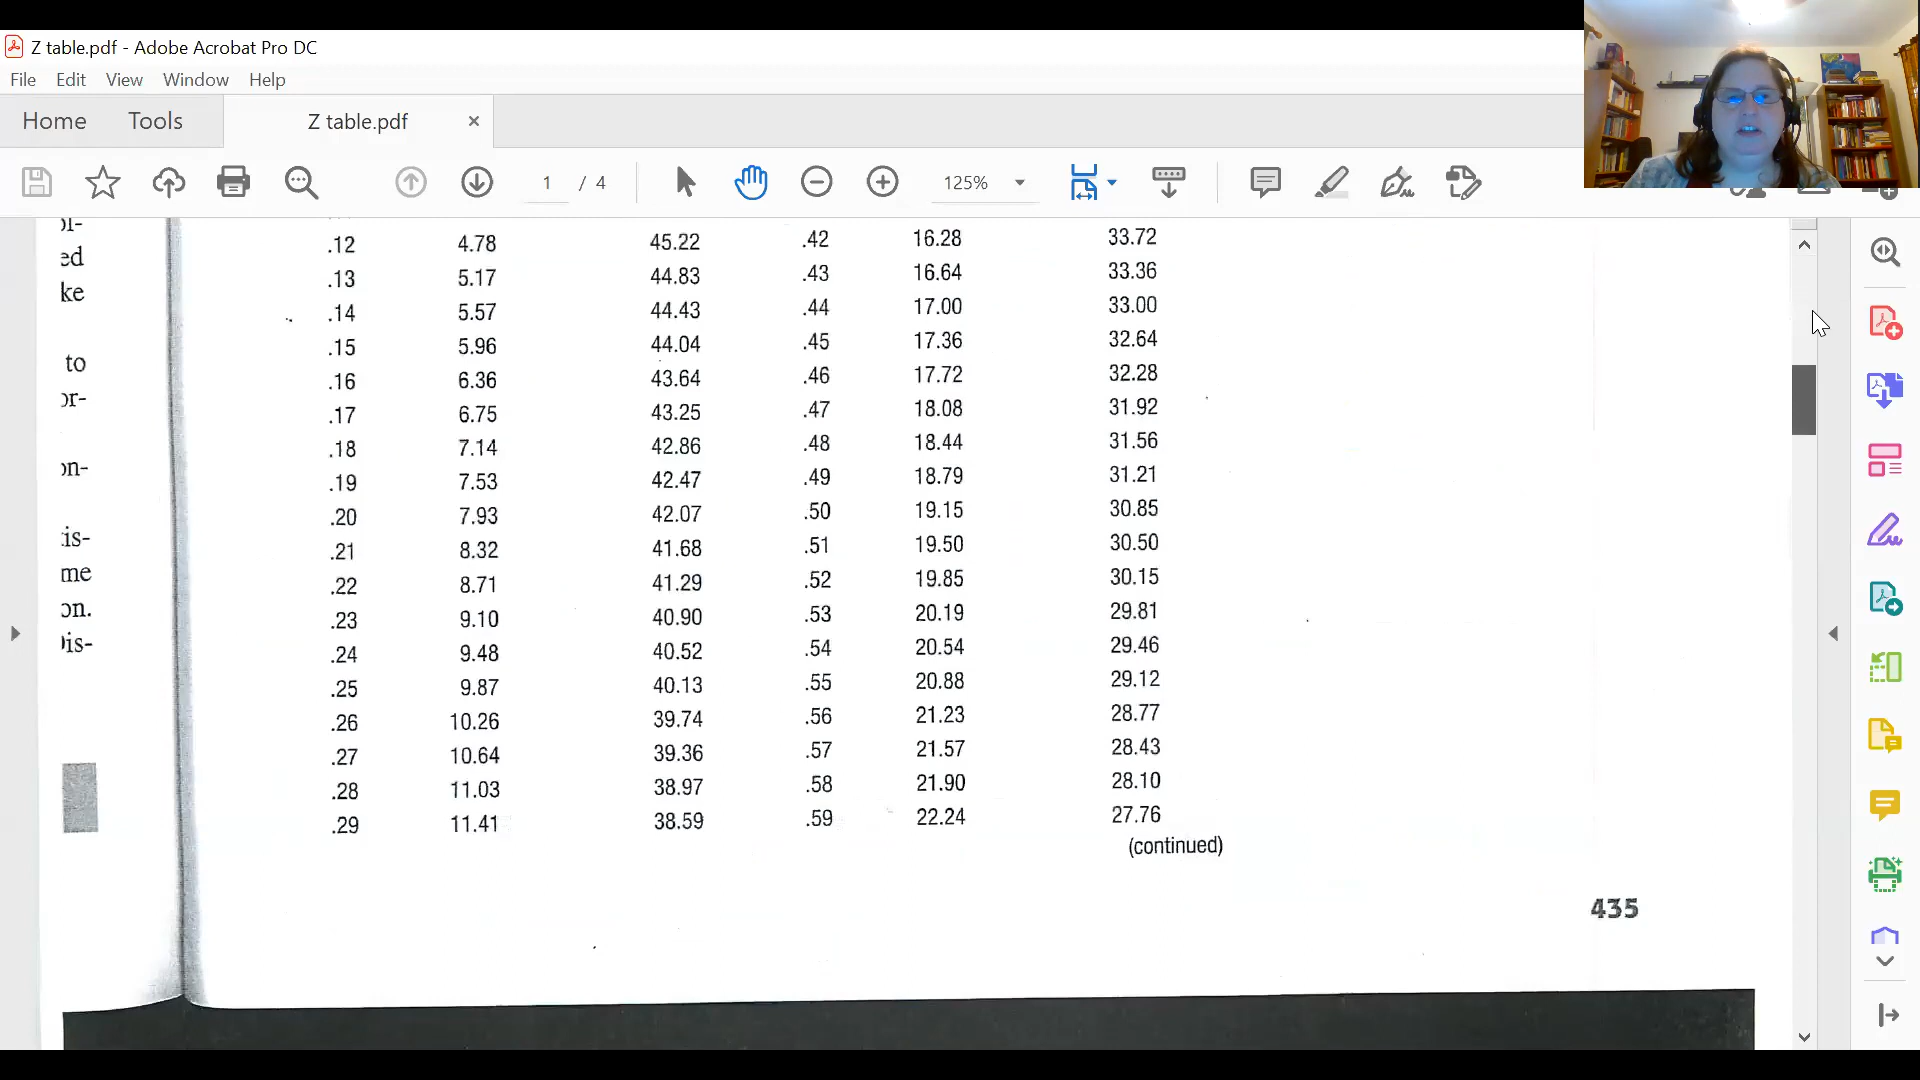 Z table.pdf - Adobe Acrobat Pro DC
File Edit View Window Help
Home Tools Z table.pdf ×
1 / 4 125%
.12 4.78 45.22 .42 16.28 33.72
.13 5.17 44.83 .43 16.64 33.36
.14 5.57 44.43 .44 17.00 33.00
.15 5.96 44.04 .45 17.36 32.64
.16 6.36 43.64 .46 17.72 32.28
.17 6.75 43.25 .47 18.08 31.92
.18 7.14 42.86 .48 18.44 31.56
.19 7.53 42.47 .49 18.79 31.21
.20 7.93 42.07 .50 19.15 30.85
.21 8.32 41.68 .51 19.50 30.50
.22 8.71 41.29 .52 19.85 30.15
.23 9.10 40.90 .53 20.19 29.81
.24 9.48 40.52 .54 20.54 29.46
.25 9.87 40.13 .55 20.88 29.12
.26 10.26 39.74 .56 21.23 28.77
.27 10.64 39.36 .57 21.57 28.43
.28 11.03 38.97 .58 21.90 28.10
.29 11.41 38.59 .59 22.24 27.76
(continued)
435
ed
ke
to
or-
on-
is-
me
on.
is-